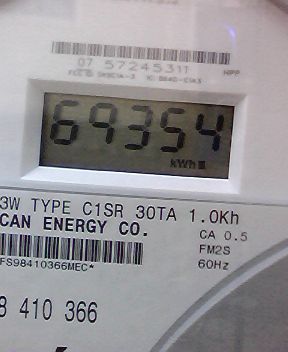 07 57245311
69354
kWh
3W TYPE C1SR 30TA 1.0Kh
CAN ENERGY CO.
CA 0.5
FM2S
FS98410366MEC*
60Hz
8 410 366